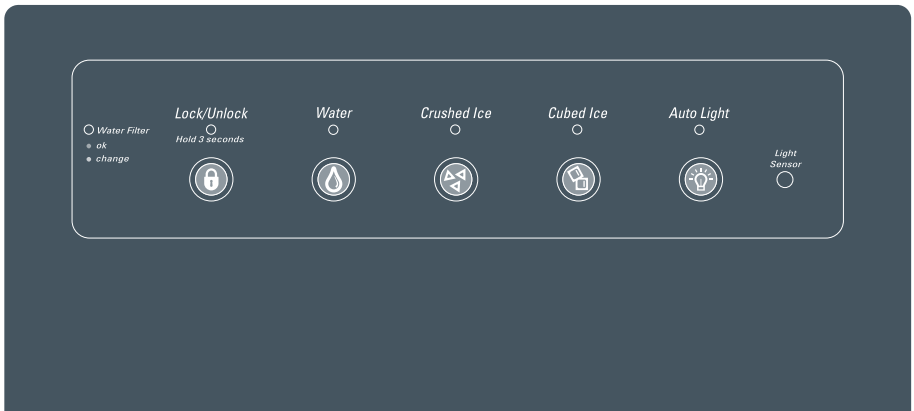 Lock/Unlock
Hold 3 seconds
Water
Crushed Ice
Cubed Ice
Auto Light
Water Filter
ok
change
Light
Sensor